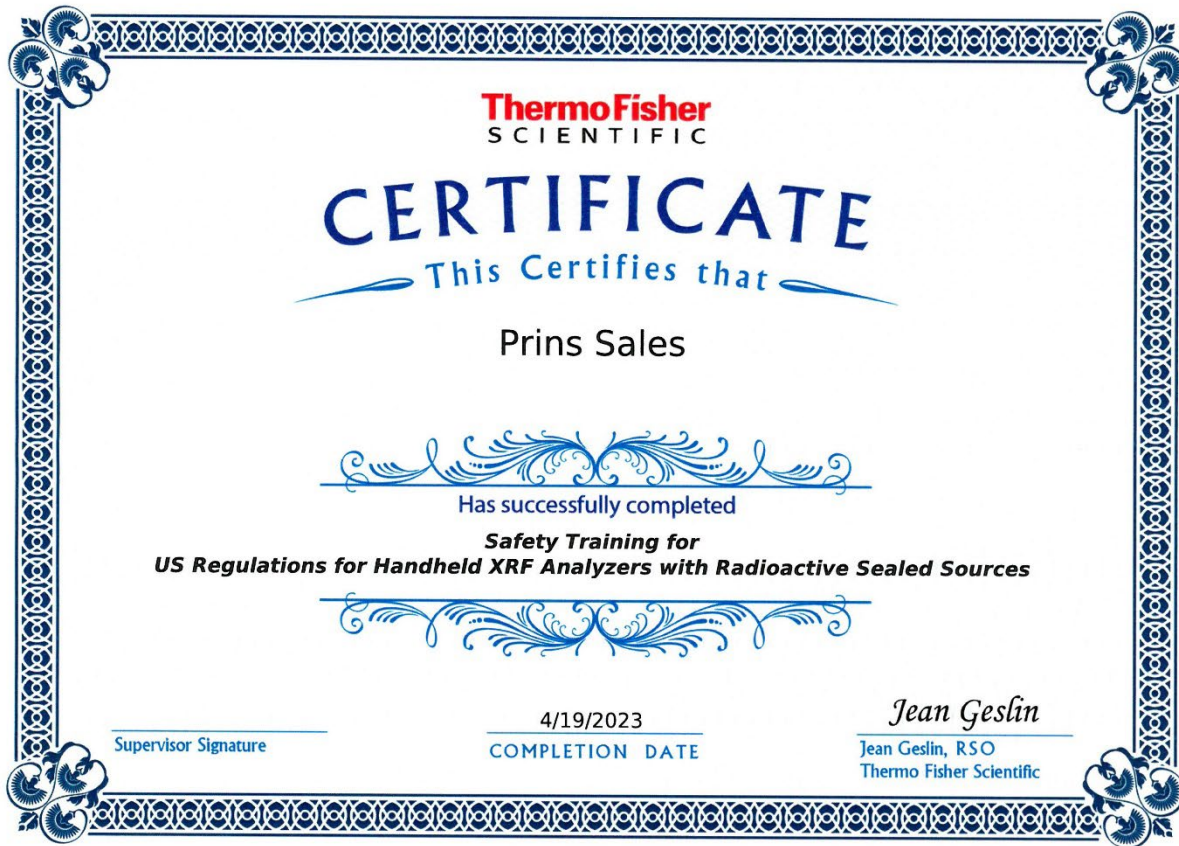 ThermoFisher
SCIENTIFIC
CERTIFICATE
This Certifies that
Prins Sales
Has successfully completed
Safety Training for
US Regulations for Handheld XRF Analyzers with Radioactive Sealed Sources
Supervisor Signature
4/19/2023
COMPLETION DATE
Jean Geslin
Jean Geslin, RSO
Thermo Fisher Scientific